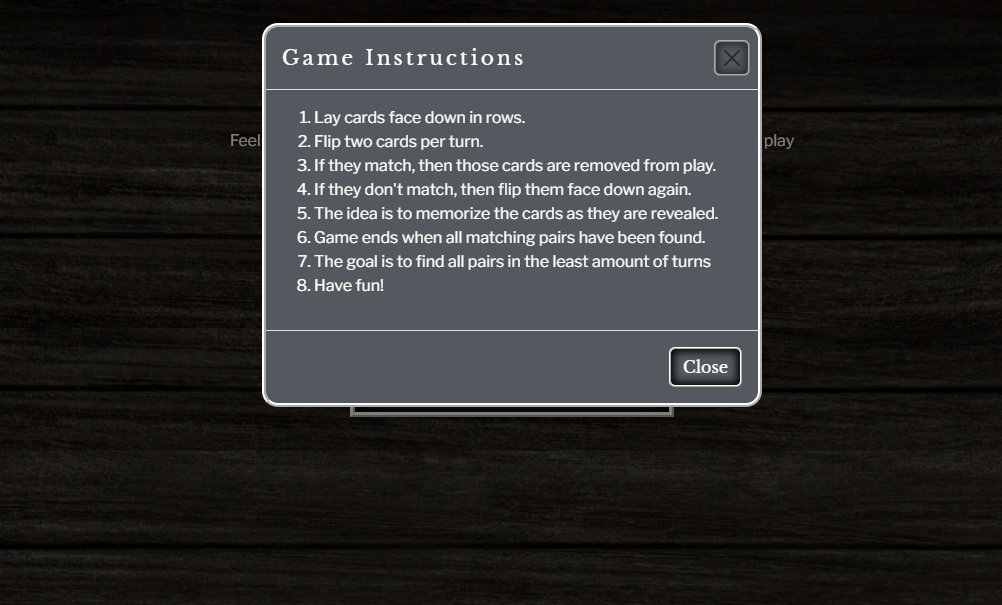 Game Instructions
1. Lay cards face down in rows.
Feel
2. Flip two cards per turn.
play
3. If they match, then those cards are removed from play.
4. If they don't match, then flip them face down again.
5. The idea is to memorize the cards as they are revealed.
6. Game ends when all matching pairs have been found.
7. The goal is to find all pairs in the least amount of turns
8. Have fun!
Close